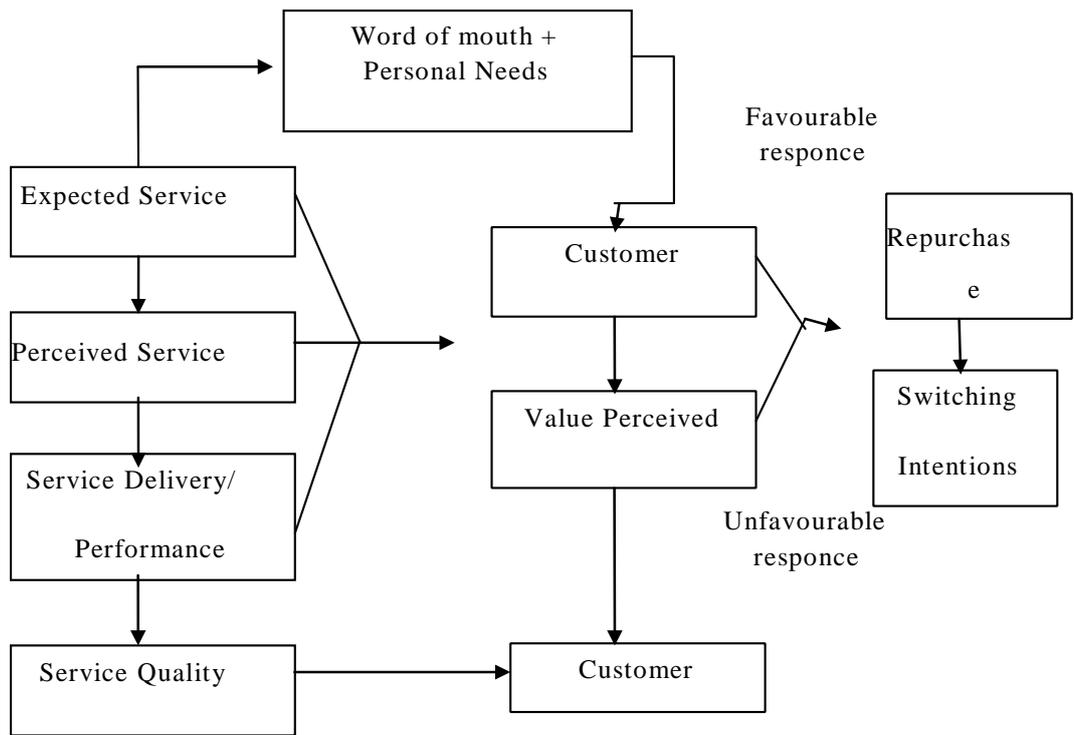 Word of mouth +
Personal Needs
Favourable
responce
Expected Service
Customer
Repurchas
e
Perceived Service
Value Perceived
Switching
Intentions
Service Delivery/
Performance
Unfavourable
responce
Service Quality
Customer